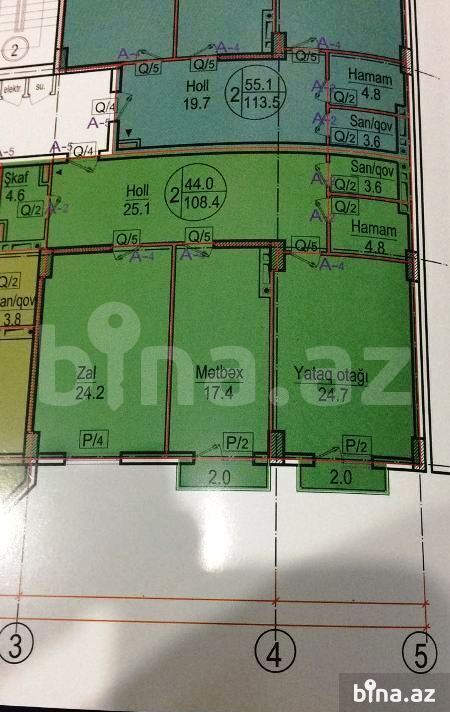 2
A-4
A-4
Q/5
Q/5
Q/5
elektr.
su.
Q/4
A-5
Holl
19.7
2 55.1
113.5
Hamam
4.8
Q/2
San/qov
3.6
A-5
A-5
Q/4
Şkaf
4.6
Q/2
A-2
Holl
25.1
2 44.0
108.4
San/qov
3.6
Q/2
Q/2
Hamam
4.8
Q/5
A-4
Q/5
A-4
Q/5
A-4
Q/2
San/qov
3.8
Zal
24.2
Mətbəx
17.4
Yataq otağı
24.7
bina.az
P/4
P/2
P/2
2.0
2.0
3
4
5
bina.az